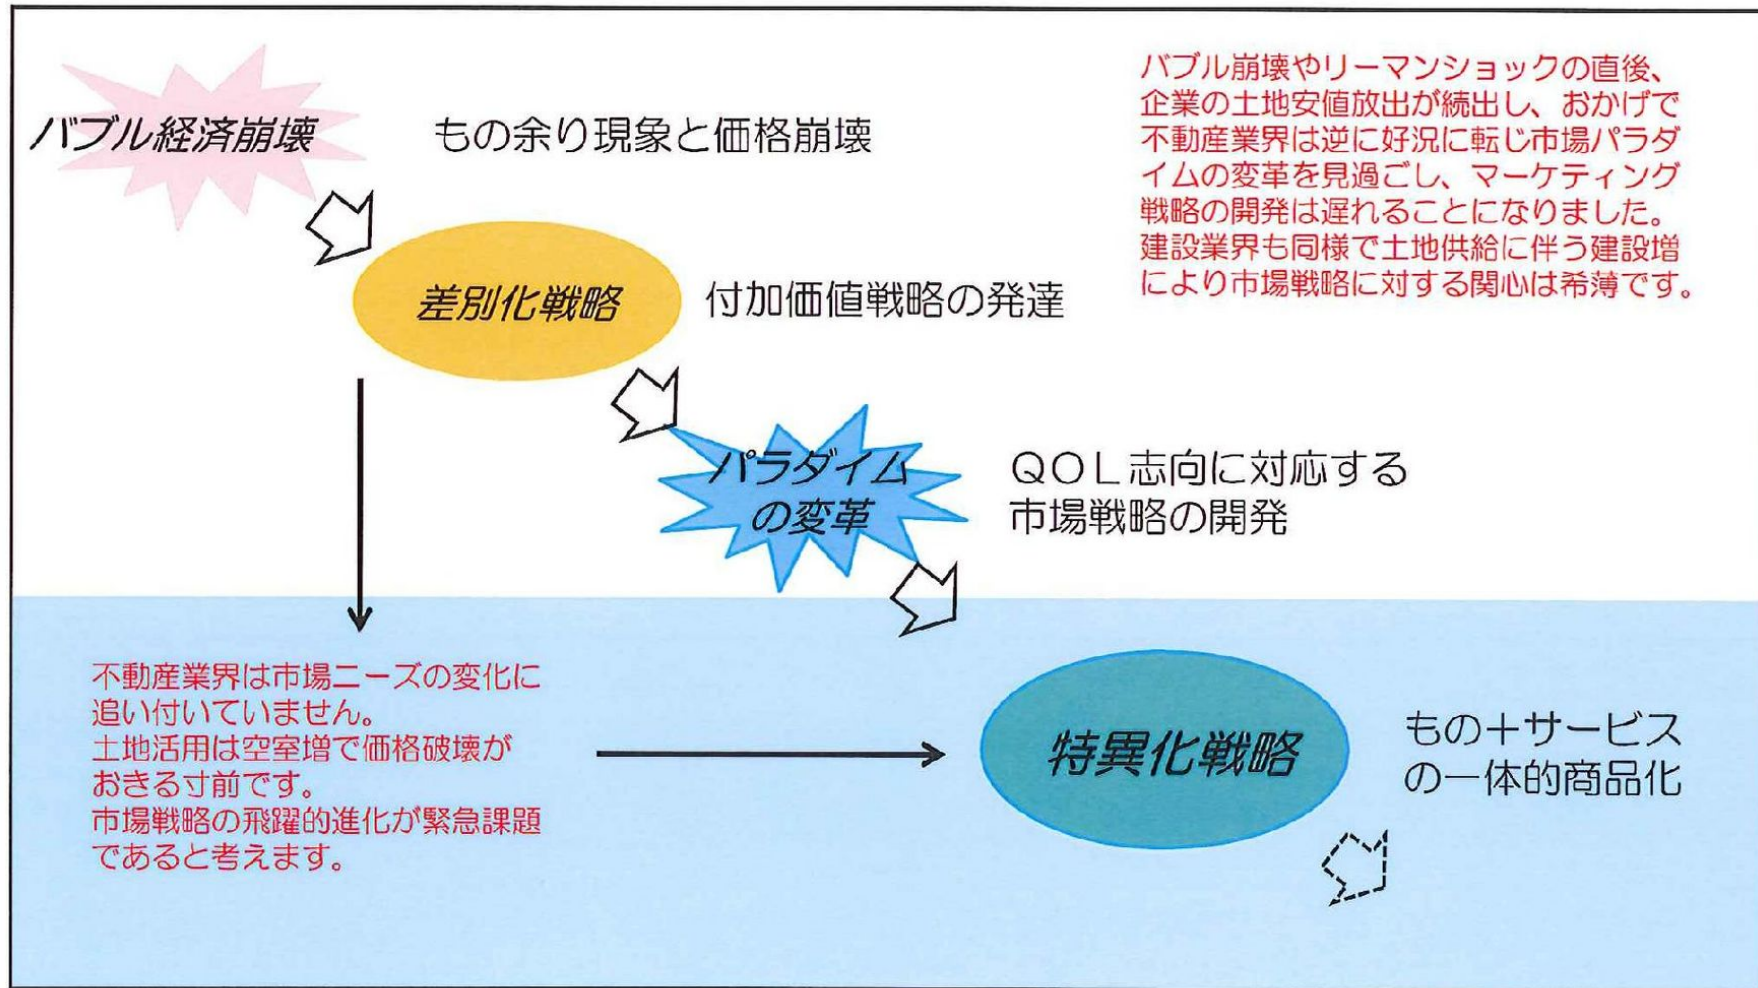 バブル経済崩壊
もの余り現象と価格崩壊
バブル崩壊やリーマンショックの直後、
企業の土地安値放出が続出し、おかげで
不動産業界は逆に好況に転じ市場パラダ
イムの変革を見過ごし、マーケティング
戦略の開発は遅れることになりました。
建設業界も同様で土地供給に伴う建設増
により市場戦略に対する関心は希薄です。
差別化戦略
付加価値戦略の発達
パラダイム
の変革
QOL志向に対応する
市場戦略の開発
不動産業界は市場ニーズの変化に
追い付いていません。
土地活用は空室増で価格破壊が
おきる寸前です。
市場戦略の飛躍的進化が緊急課題
であると考えます。
特異化戦略
もの+サービス
の一体的商品化